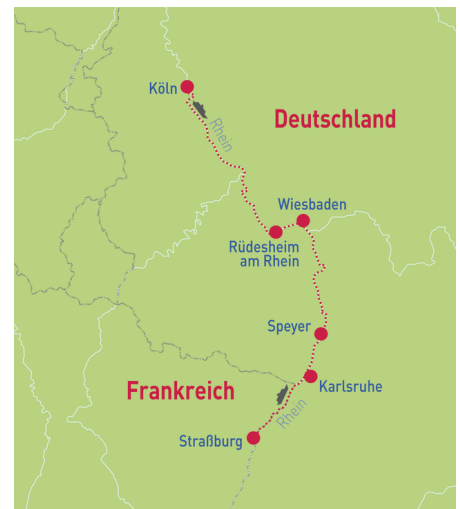 Köln
Rhein
Deutschland
Wiesbaden
Rüdesheim
am Rhein
Speyer
Frankreich
Karlsruhe
Rhein
Straßburg